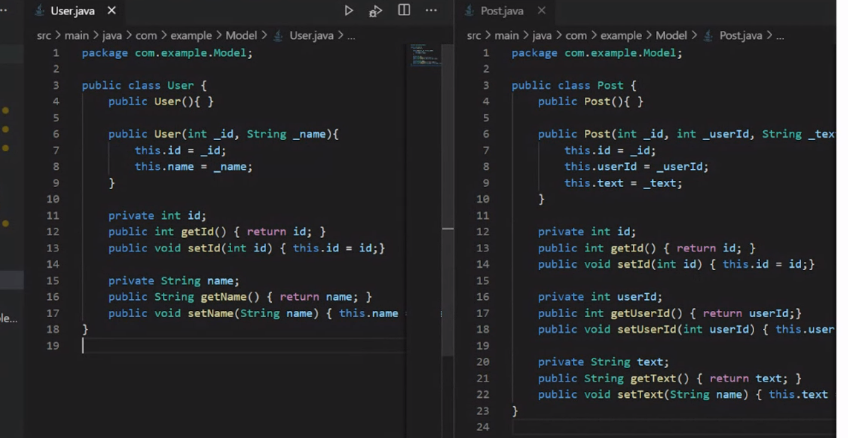 User.java
src > main > java > com > example > Model > User.java > ...
1 package com.example.Model;
2
3 public class User {
4 public User(){ }
5
6 public User(int _id, String _name){
7 this.id = _id;
8 this.name = _name;
9 }
10
11 private int id;
12 public int getId() { return id; }
13 public void setId(int id) { this.id = id;}
14
15 private String name;
16 public String getName() { return name; }
17 public void setName(String name) { this.name
18 }
19
Post.java
src > main > java > com > example > Model > Post.java > ...
1 package com.example.Model;
2
3 public class Post {
4 public Post(){ }
5
6 public Post(int _id, int _userId, String _tex
7 this.id = _id;
8 this.userId = _userId;
9 this.text = _text;
10 }
11
12 private int id;
13 public int getId() { return id; }
14 public void setId(int id) { this.id = id;}
15
16 private int userId;
17 public int getUserId() { return userId;}
18 public void setUserId(int userId) { this.user
19
20 private String text;
21 public String getText() { return text; }
22 public void setText(String name) { this.text
23 }
24